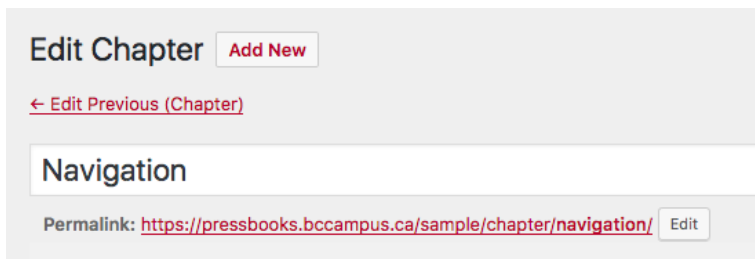 Edit Chapter Add New
← Edit Previous (Chapter)
Navigation
Permalink: https://pressbooks.bccampus.ca/sample/chapter/navigation/ Edit